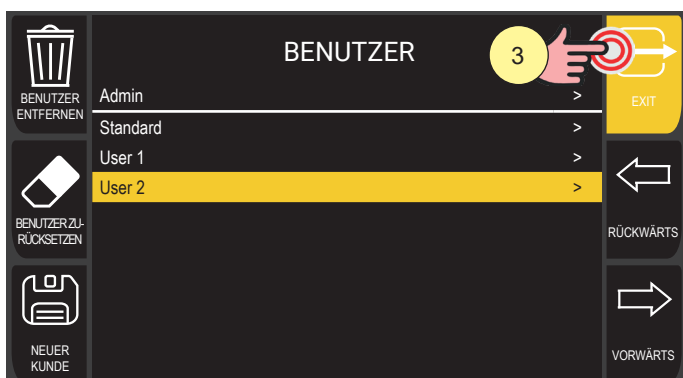 BENUTZER
3
BENUTZER
ENTFERNEN
Admin >
EXIT
Standard >
User 1 >
User 2 >
BENUTZER ZU-
RÜCKSETZEN
RÜCKWÄRTS
NEUER
KUNDE
VORWÄRTS